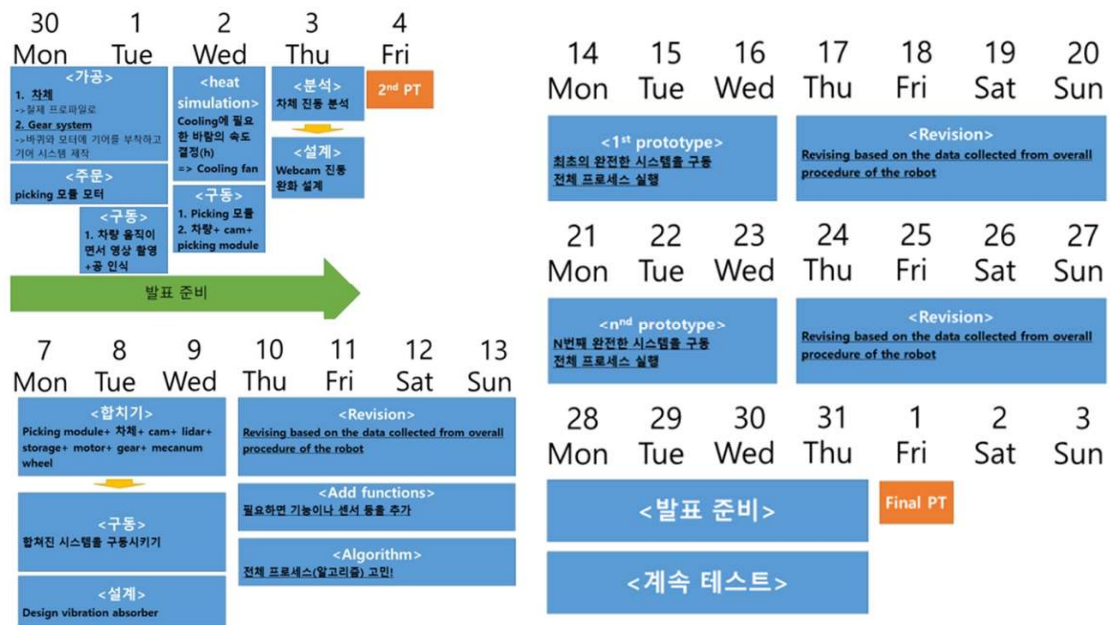 30 1 2 3 4
Mon Tue Wed Thu Fri
<가공>
1. 차체
->철제 프로파일로
2. Gear system
->바퀴와 모터에 기어를 부착하고
기어 시스템 제작
<주문>
picking 모듈 모터
<구동>
1. 차량 움직이
면서 영상 촬영
+공 인식
<heat
simulation>
Cooling에 필요
한 바람의 속도
결정(h)
=> Cooling fan
<구동>
1. Picking 모듈
2. 차량+ cam+
picking module
<분석>
차체 진동 분석
<설계>
Webcam 진동
완화 설계
2nd PT
발표 준비
7 8 9 10 11 12 13
Mon Tue Wed Thu Fri Sat Sun
<합치기>
Picking module+ 차체+ cam+ lidar+
storage+ motor+ gear+ mecanum
wheel
<구동>
합쳐진 시스템을 구동시키기
<설계>
Design vibration absorber
<Revision>
Revising based on the data collected from overall
procedure of the robot
<Add functions>
필요하면 기능이나 센서 등을 추가
<Algorithm>
전체 프로세스(알고리즘) 고민!
14 15 16 17 18 19 20
Mon Tue Wed Thu Fri Sat Sun
<1st prototype>
최초의 완전한 시스템을 구동
전체 프로세스 실행
<Revision>
Revising based on the data collected from overall
procedure of the robot
21 22 23 24 25 26 27
Mon Tue Wed Thu Fri Sat Sun
<nnd prototype>
N번째 완전한 시스템을 구동
전체 프로세스 실행
<Revision>
Revising based on the data collected from overall
procedure of the robot
28 29 30 31 1 2 3
Mon Tue Wed Thu Fri Sat Sun
<발표 준비>
Final PT
<계속 테스트>